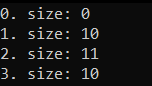 0. size: 0
1. size: 10
2. size: 11
3. size: 10